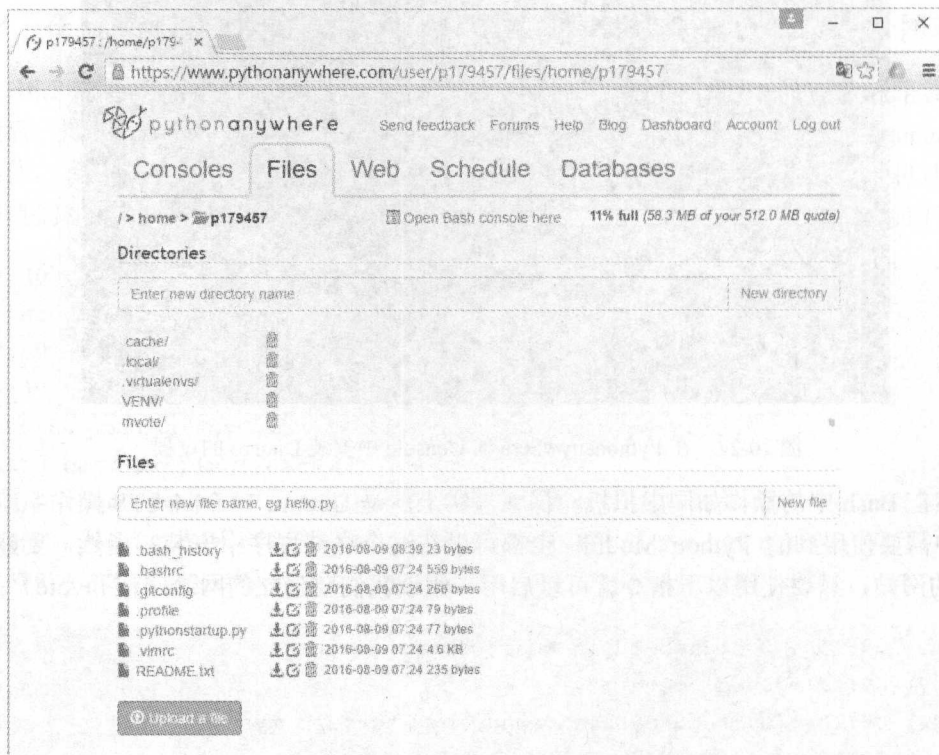 p179457 : /home/p179
https://www.pythonanywhere.com/user/p179457/files/home/p179457
pythonanywhere
Send feedback Forums Help Blog Dashboard Account Log out
Consoles Files Web Schedule Databases
/ > home > p179457
Open Bash console here
11% full (58.3 MB of your 512.0 MB quota)
Directories
Enter new directory name
New directory
.cache/
.local/
.virtualenvs/
VENV/
mvote/
Files
Enter new file name, eg hello.py
New file
.bash_history 2016-08-09 08:39 23 bytes
.bashrc 2016-08-09 07:24 559 bytes
.gitconfig 2016-08-09 07:24 266 bytes
.profile 2016-08-09 07:24 79 bytes
.pythonstartup.py 2016-08-09 07:24 77 bytes
.vimrc 2016-08-09 07:24 4.6 KB
README.txt 2016-08-09 07:24 235 bytes
Upload a file